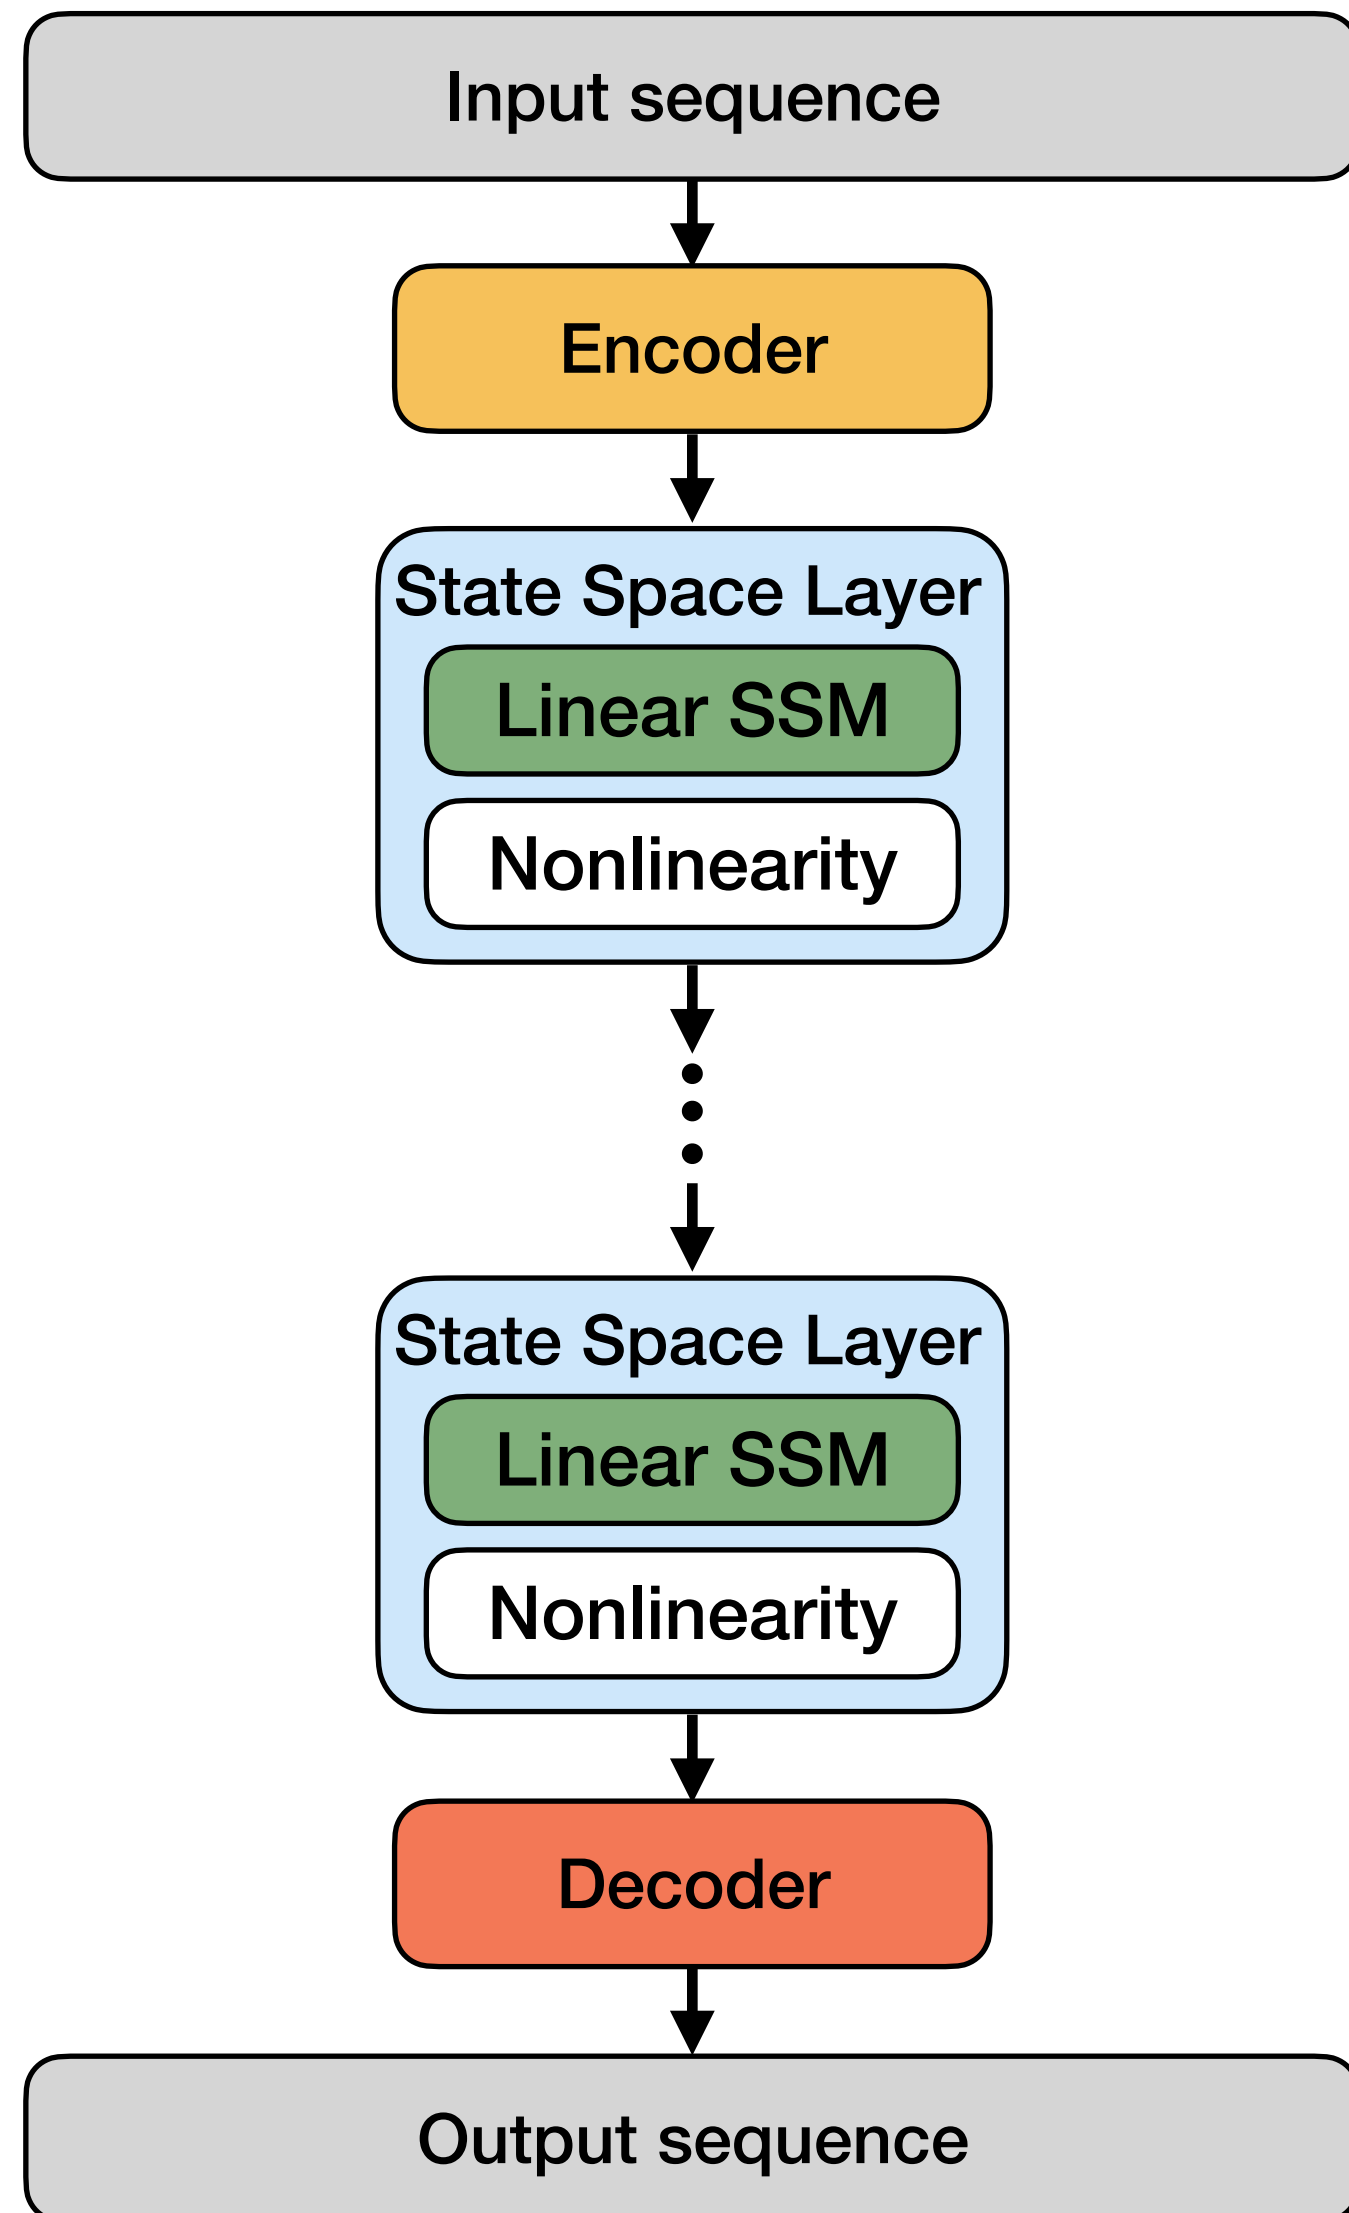 Input sequence
Encoder
State Space Layer
Linear SSM
Nonlinearity
State Space Layer
Linear SSM
Nonlinearity
Decoder
Output sequence